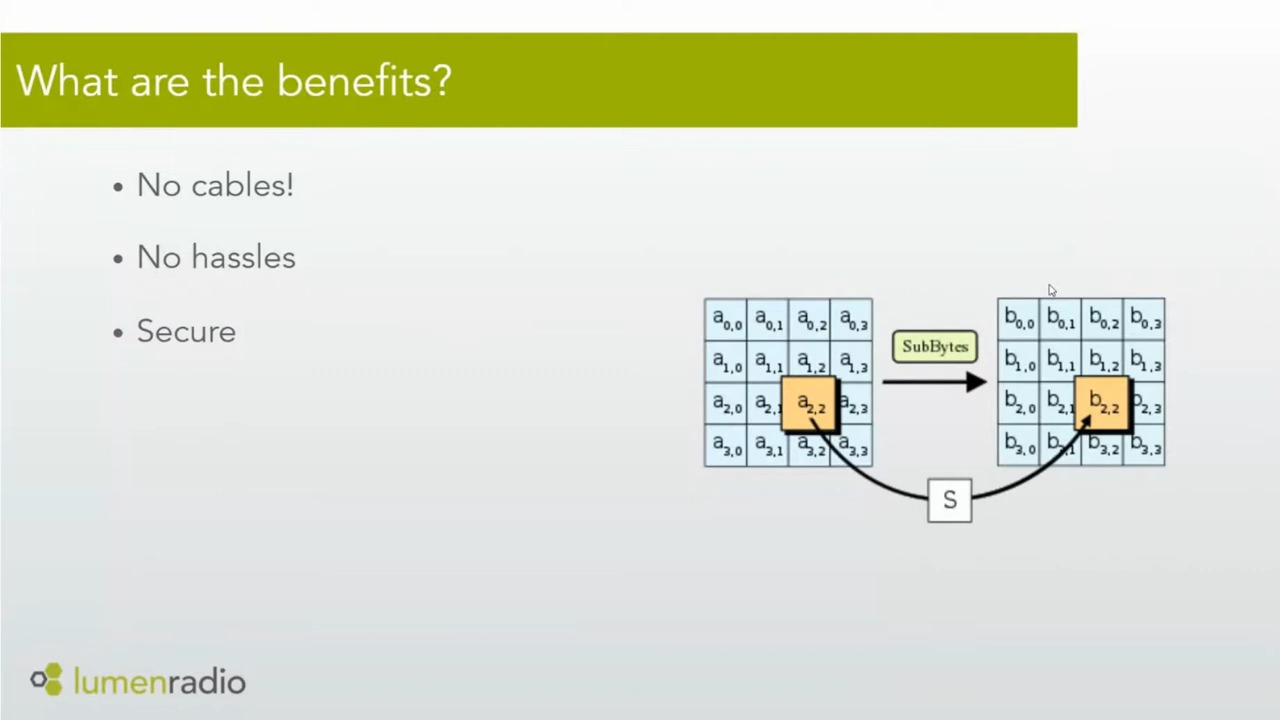 What are the benefits?
• No cables!
• No hassles
• Secure
a0,0 a0,1 a0,2 a0,3
a1,0 a1,1 a1,2 a1,3
a2,0 a2,1 a2,2 a2,3
a3,0 a3,1 a3,2 a3,3
SubBytes
b0,0 b0,1 b0,2 b0,3
b1,0 b1,1 b1,2 b1,3
b2,0 b2,1 b2,2 b2,3
b3,0 b3,1 b3,2 b3,3
S
lumenradio